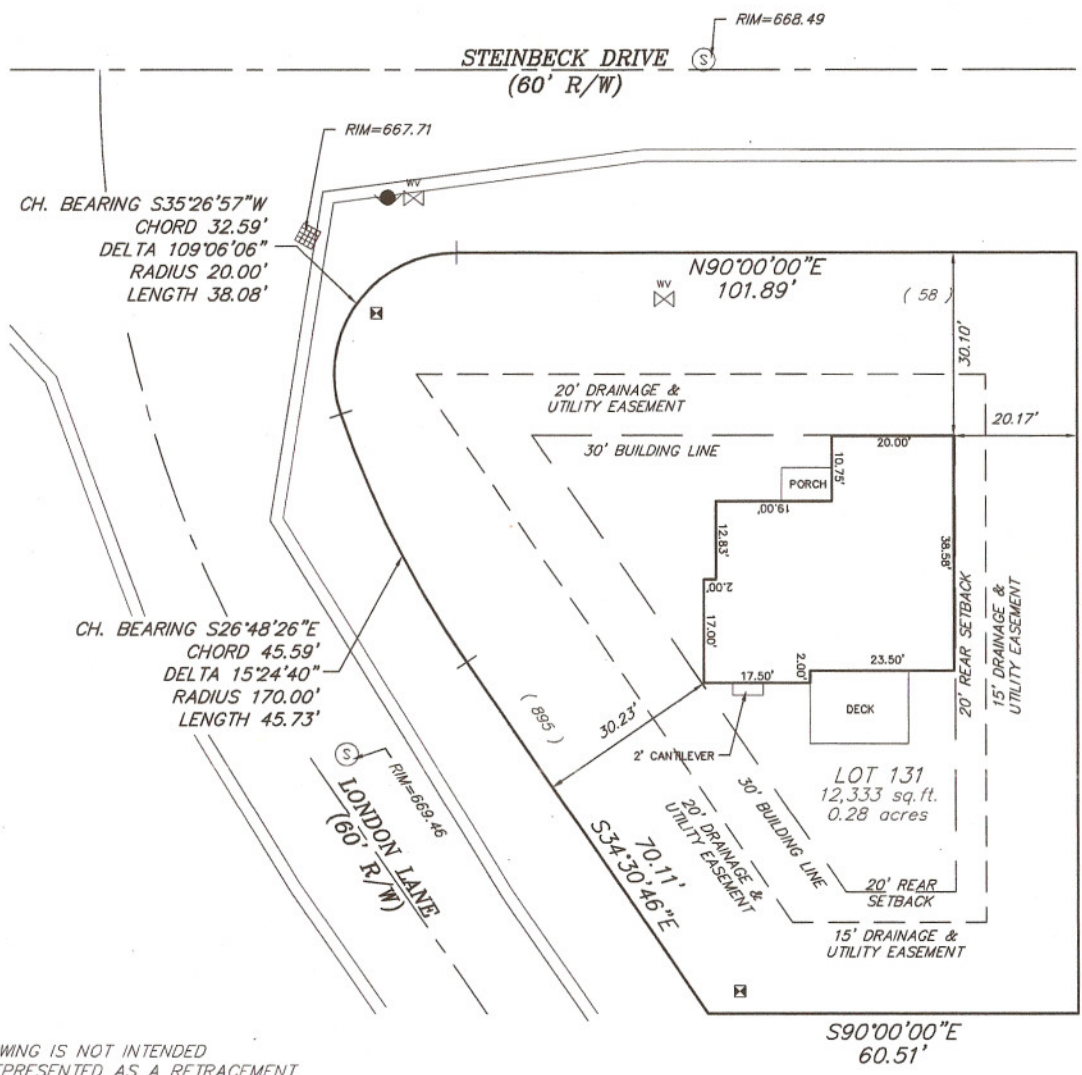 RIM=668.49
STEINBECK DRIVE
(60' R/W)
RIM=667.71
WV
CH. BEARING S35°26'57"W
CHORD 32.59'
DELTA 109°06'06"
RADIUS 20.00'
LENGTH 38.08'
N90°00'00"E
101.89'
WV
( 58 )
30.10'
20' DRAINAGE &
UTILITY EASEMENT
20.17'
30' BUILDING LINE
20.00'
10.75'
PORCH
19.00'
12.83'
38.58'
2.00'
17.00'
20' REAR SETBACK
15' DRAINAGE &
UTILITY EASEMENT
CH. BEARING S26°48'26"E
CHORD 45.59'
DELTA 15°24'40"
RADIUS 170.00'
LENGTH 45.73'
2.00'
23.50'
17.50'
DECK
( 895 )
30.23'
2' CANTILEVER
LOT 131
12,333 sq.ft.
0.28 acres
S
RIM=669.46
LONDON LANE
(60' R/W)
30' BUILDING LINE
20' DRAINAGE &
UTILITY EASEMENT
70.11'
S34°30'46"E
20' REAR
SETBACK
15' DRAINAGE &
UTILITY EASEMENT
S90°00'00"E
60.51'
WING IS NOT INTENDED
EPRESENTED AS A RETRACEMENT
S